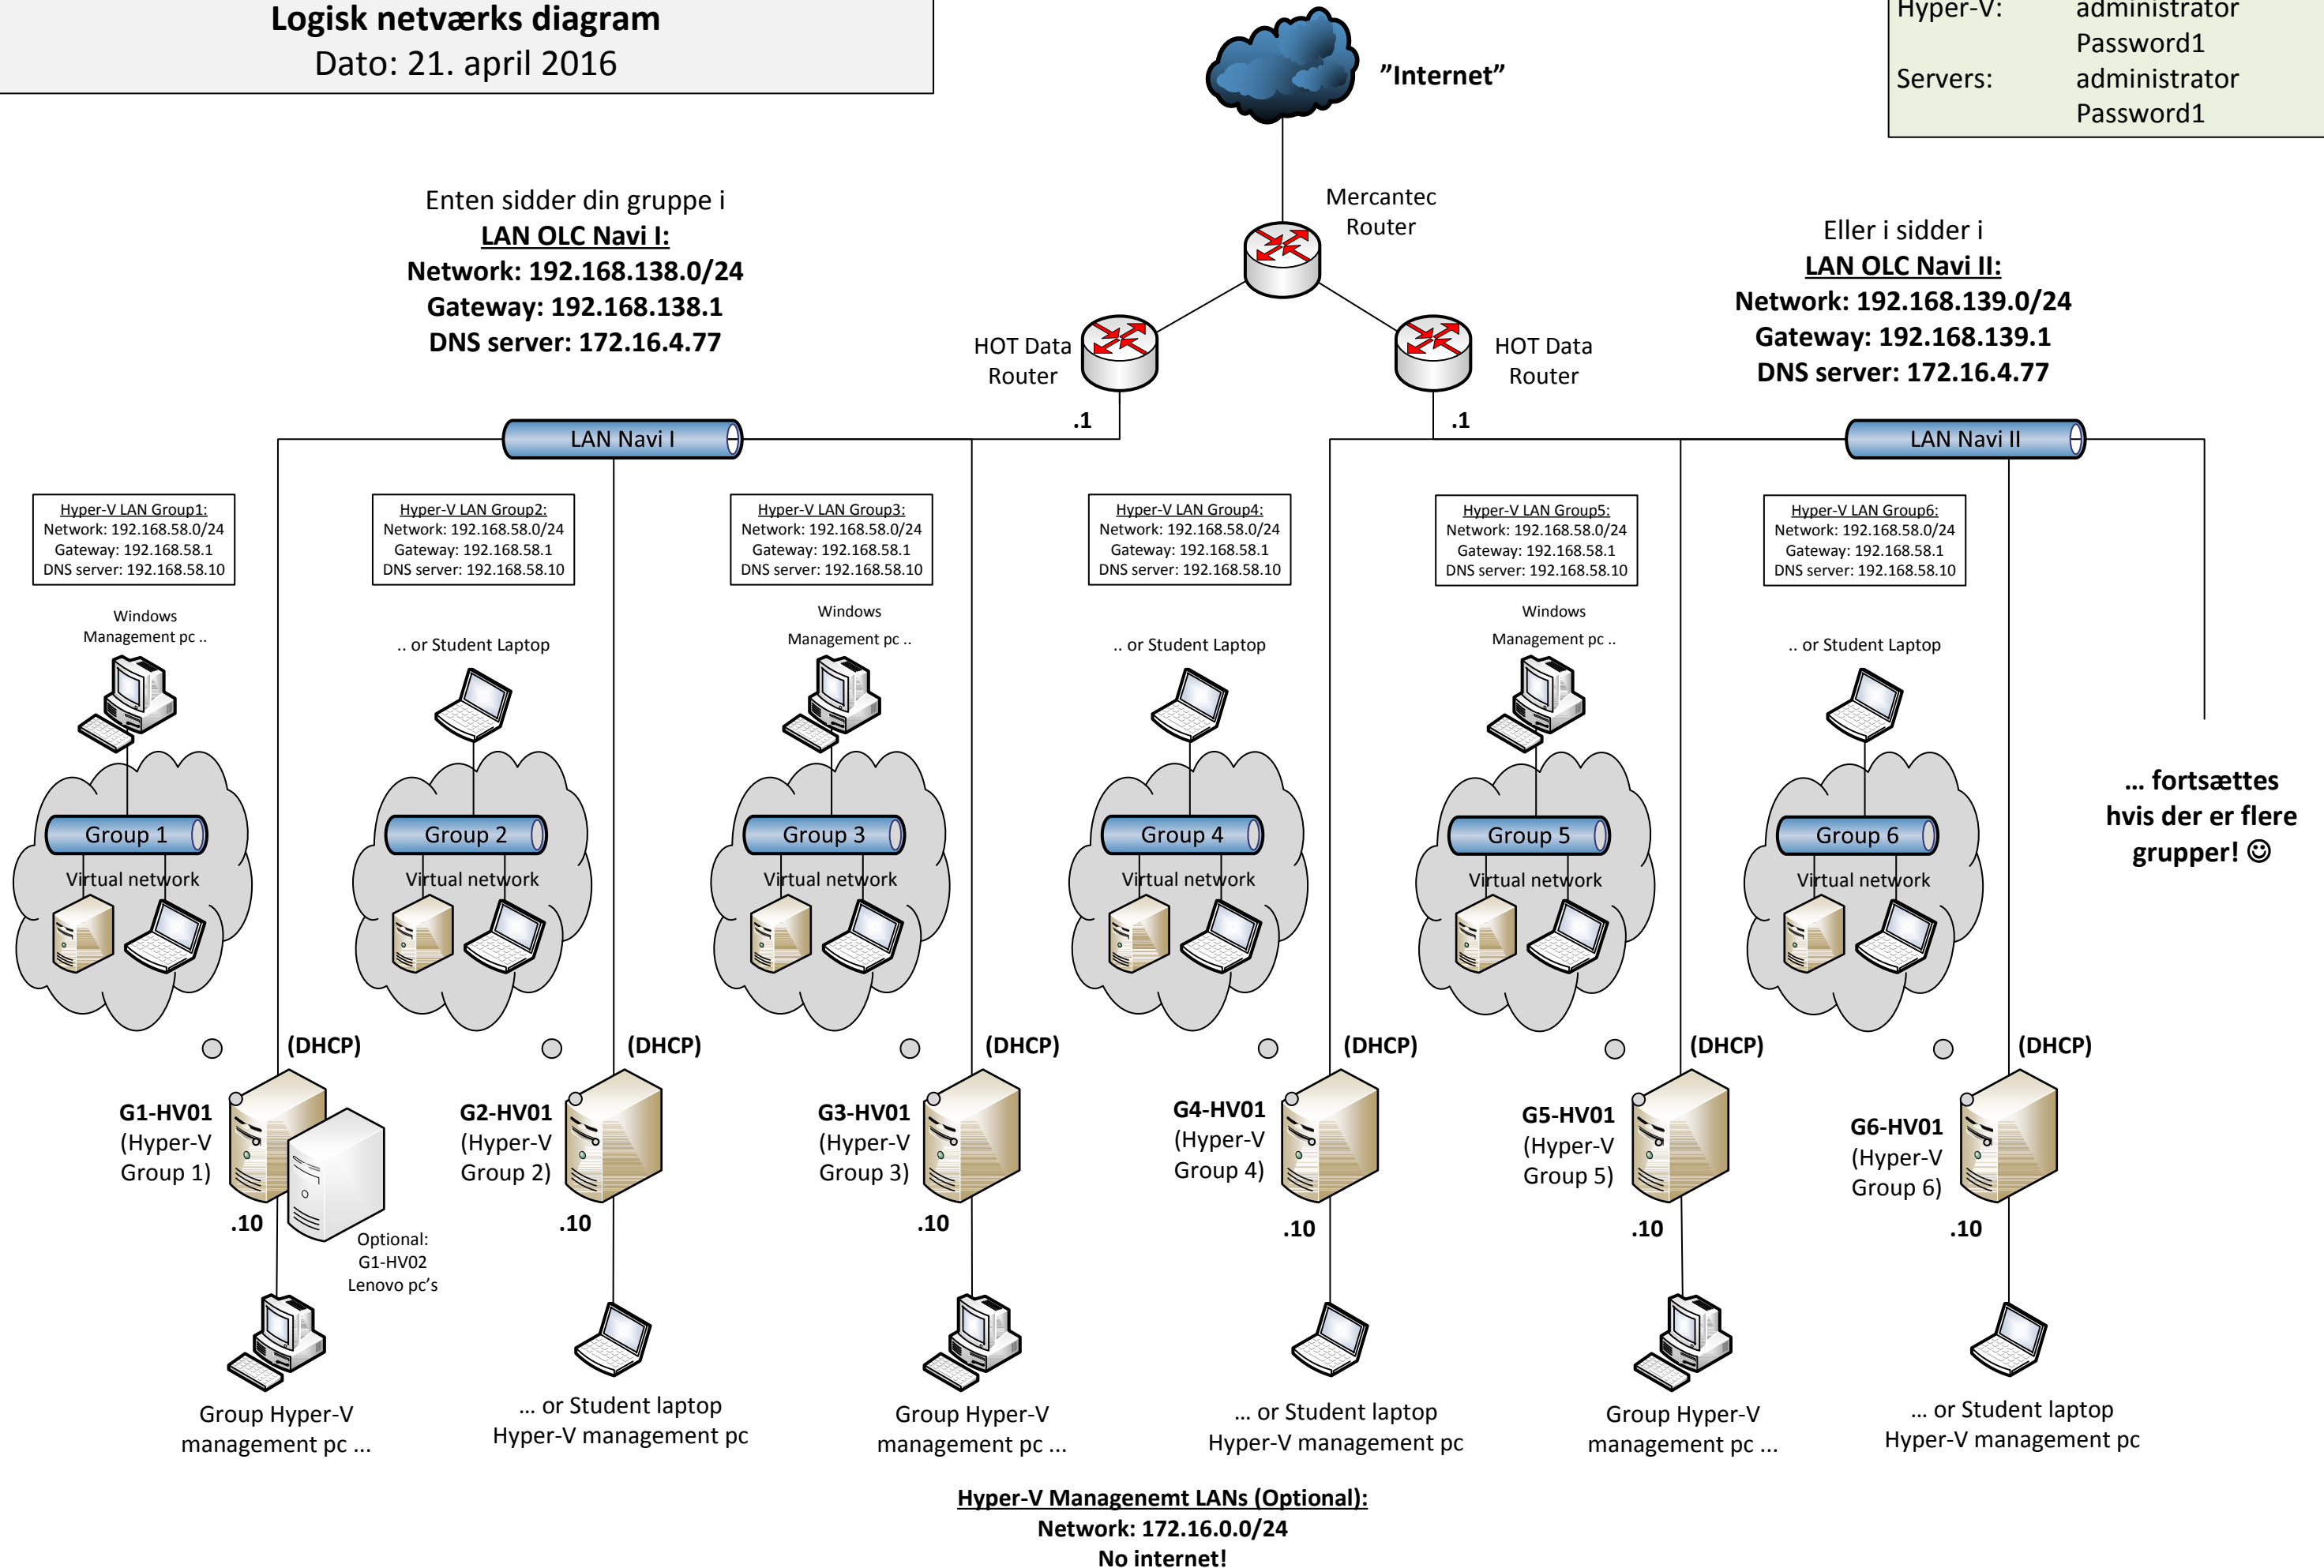 Logisk netværks diagram
Dato: 21. april 2016
Hyper-V: administrator
Password1
Servers: administrator
Password1
"Internet"
Mercantec
Router
Enten sidder din gruppe i
LAN OLC Navi I:
Network: 192.168.138.0/24
Gateway: 192.168.138.1
DNS server: 172.16.4.77
Eller i sidder i
LAN OLC Navi II:
Network: 192.168.139.0/24
Gateway: 192.168.139.1
DNS server: 172.16.4.77
HOT Data
Router
HOT Data
Router
.1
.1
LAN Navi I
LAN Navi II
Hyper-V LAN Group1:
Network: 192.168.58.0/24
Gateway: 192.168.58.1
DNS server: 192.168.58.10
Hyper-V LAN Group2:
Network: 192.168.58.0/24
Gateway: 192.168.58.1
DNS server: 192.168.58.10
Hyper-V LAN Group3:
Network: 192.168.58.0/24
Gateway: 192.168.58.1
DNS server: 192.168.58.10
Hyper-V LAN Group4:
Network: 192.168.58.0/24
Gateway: 192.168.58.1
DNS server: 192.168.58.10
Hyper-V LAN Group5:
Network: 192.168.58.0/24
Gateway: 192.168.58.1
DNS server: 192.168.58.10
Hyper-V LAN Group6:
Network: 192.168.58.0/24
Gateway: 192.168.58.1
DNS server: 192.168.58.10
Windows
Management pc ..
.. or Student Laptop
Windows
Management pc ..
.. or Student Laptop
Windows
Management pc ..
.. or Student Laptop
... fortsættes
hvis der er flere
grupper! ☺
Group 1
Virtual network
Group 2
Virtual network
Group 3
Virtual network
Group 4
Virtual network
Group 5
Virtual network
Group 6
Virtual network
(DHCP)
(DHCP)
(DHCP)
(DHCP)
(DHCP)
(DHCP)
G1-HV01
(Hyper-V
Group 1)
.10
Optional:
G1-HV02
Lenovo pc's
G2-HV01
(Hyper-V
Group 2)
.10
G3-HV01
(Hyper-V
Group 3)
.10
G4-HV01
(Hyper-V
Group 4)
.10
G5-HV01
(Hyper-V
Group 5)
.10
G6-HV01
(Hyper-V
Group 6)
.10
Group Hyper-V
management pc ...
... or Student laptop
Hyper-V management pc
Group Hyper-V
management pc ...
... or Student laptop
Hyper-V management pc
Group Hyper-V
management pc ...
... or Student laptop
Hyper-V management pc
Hyper-V Managenemt LANs (Optional):
Network: 172.16.0.0/24
No internet!